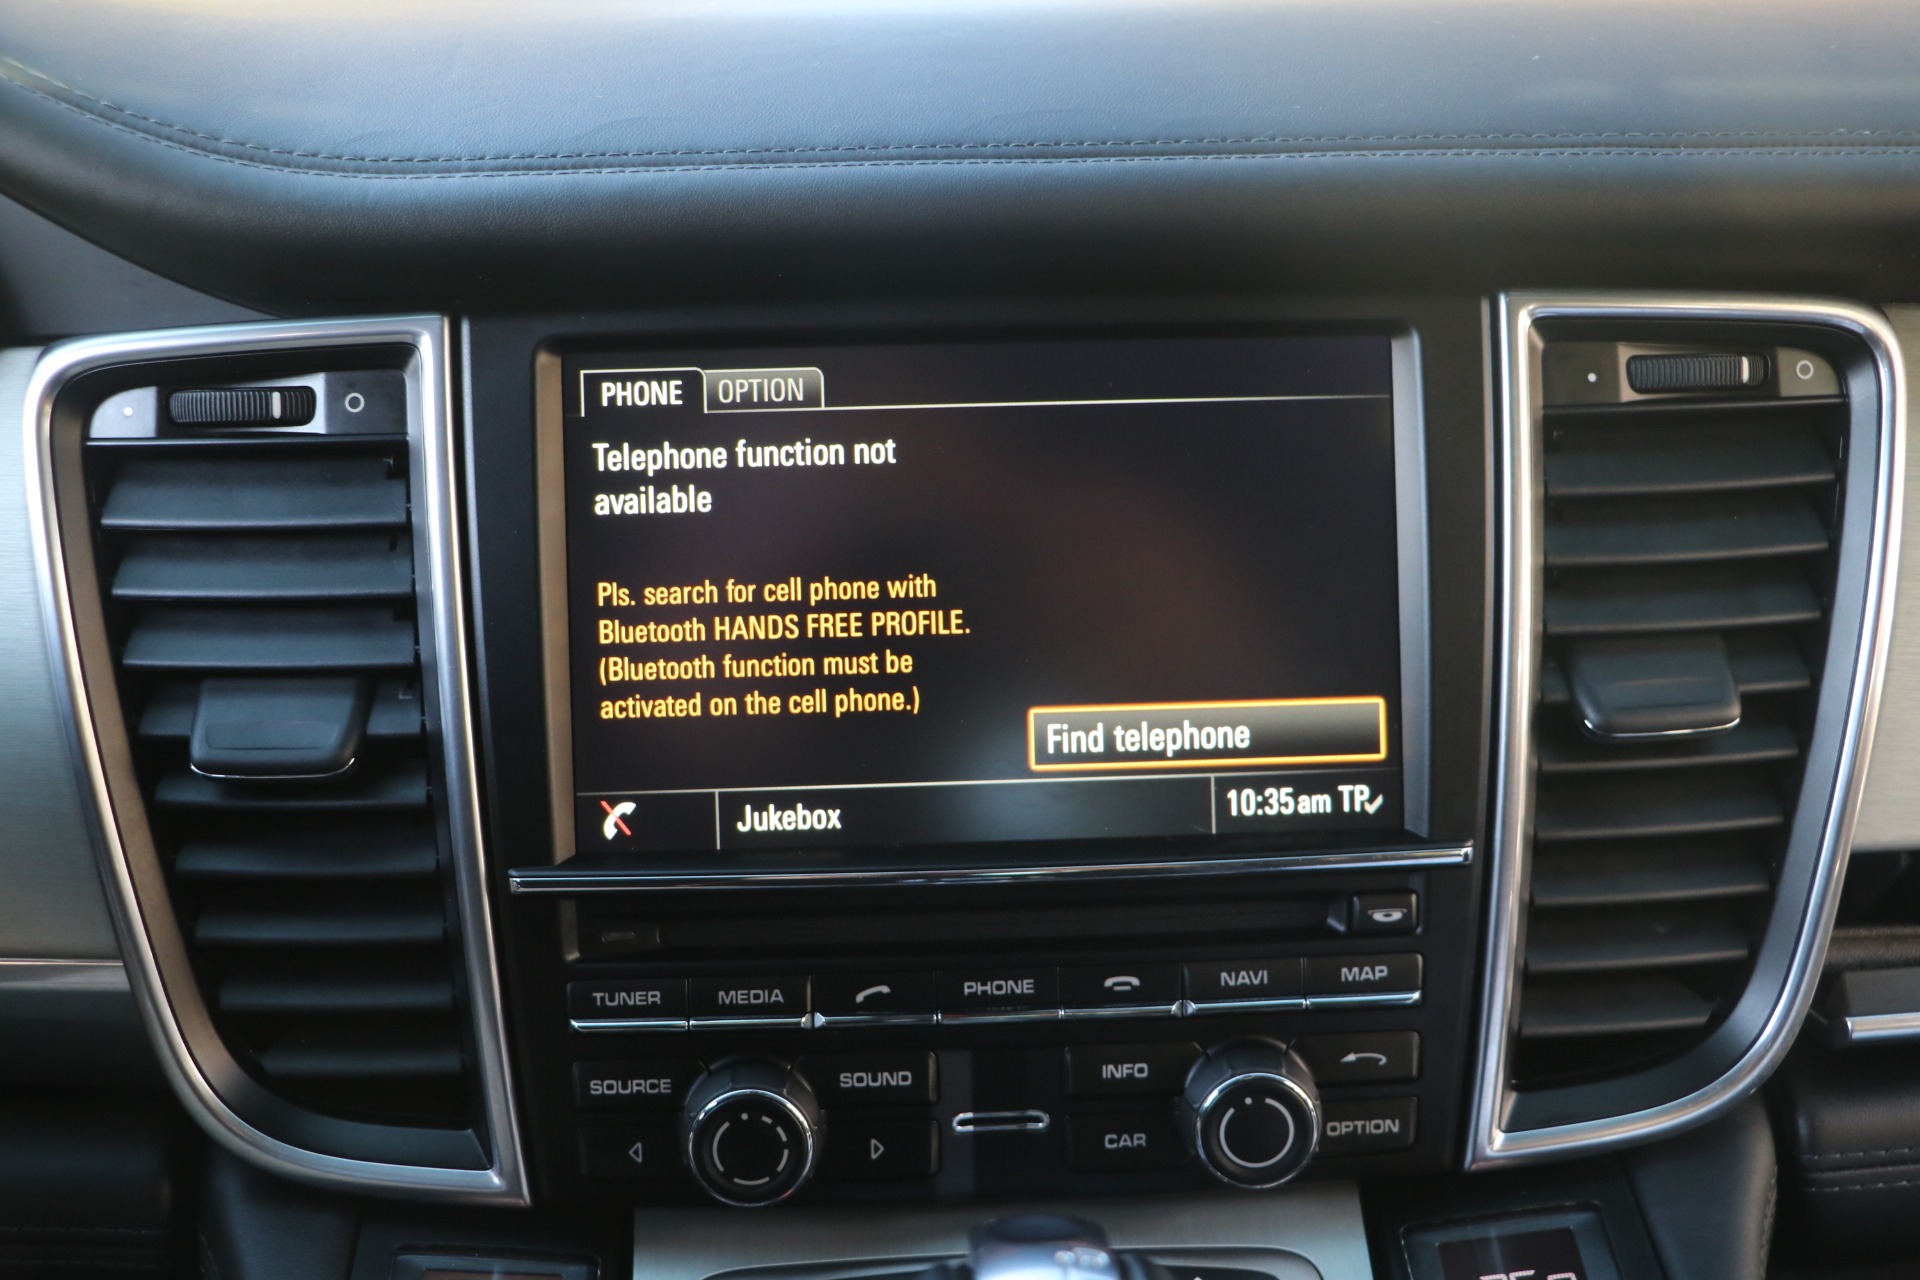 PHONE OPTION
Telephone function not
available
Pls. search for cell phone with
Bluetooth HANDS FREE PROFILE.
(Bluetooth function must be
activated on the cell phone.)
Find telephone
Jukebox 10:35am TP
TUNER MEDIA PHONE NAVI MAP
SOURCE SOUND INFO
CAR OPTION